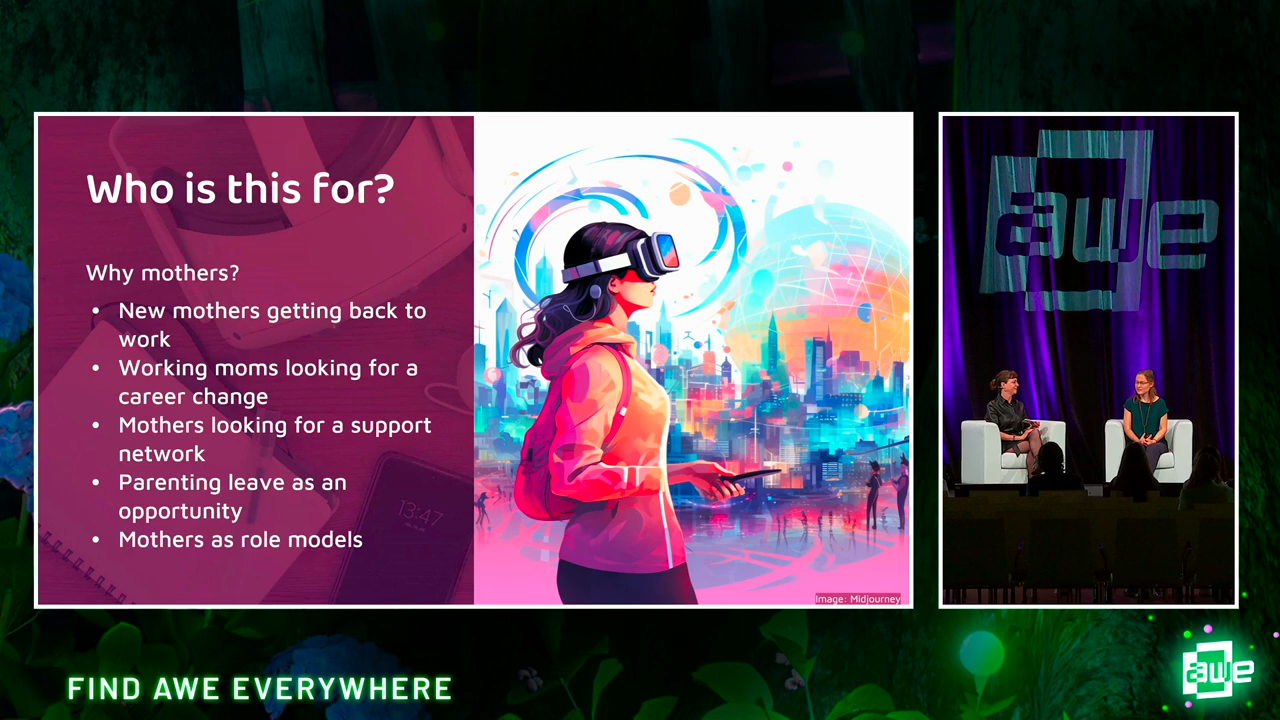 Who is this for?
Why mothers?
• New mothers getting back to
work
• Working moms looking for a
career change
• Mothers looking for a support
network
• Parenting leave as an
opportunity
• Mothers as role models
13:47
Image: Midjourney
awe
FIND AWE EVERYWHERE
awe